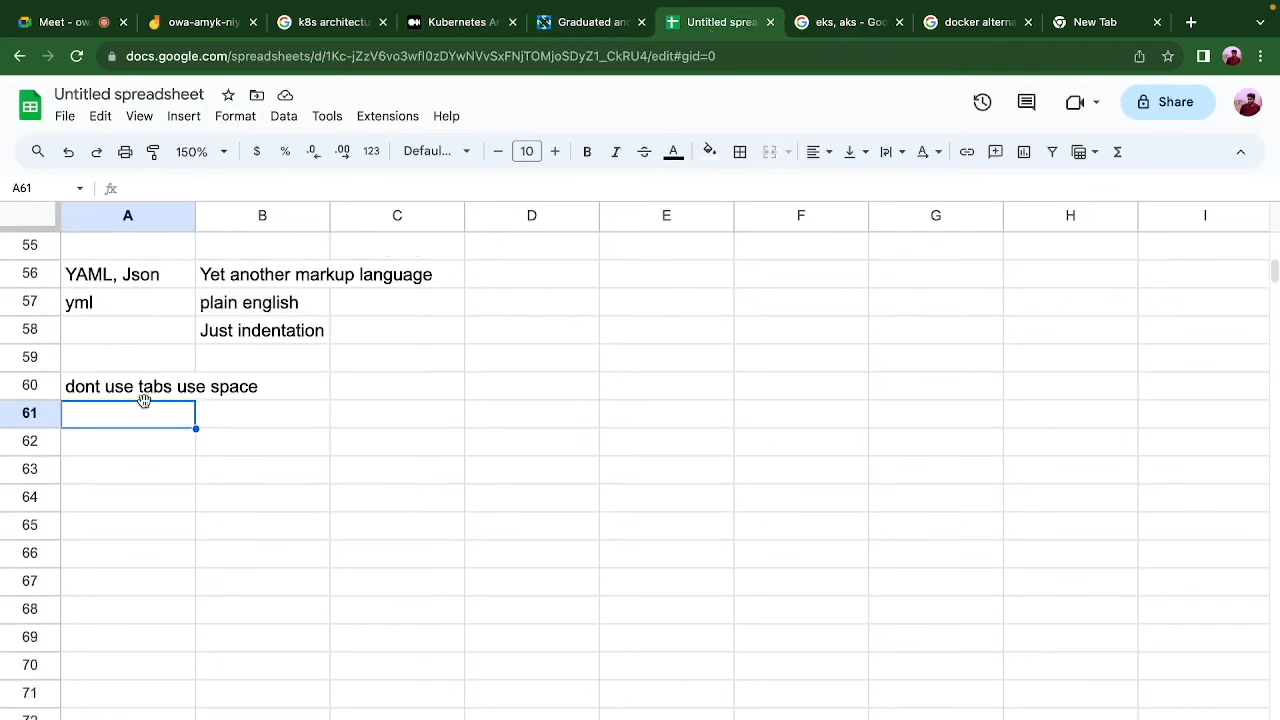 Meet - ow
owa-amyk-niy
k8s architectu
Kubernetes Ar
Graduated and
Untitled sprea
eks, aks - Goo
docker alterna
New Tab
docs.google.com/spreadsheets/d/1Kc-jZzV6vo3wfl0zDYwNVvSxFNjTOMjoSDyZ1_CkRU4/edit#gid=0
Untitled spreadsheet
File Edit View Insert Format Data Tools Extensions Help
Share
150% $ % .0 .00 123 Defaul... 10 B I A
A61
A B C D E F G H I
55
56 YAML, Json Yet another markup language
57 yml plain english
58 Just indentation
59
60 dont use tabs use space
61
62
63
64
65
66
67
68
69
70
71